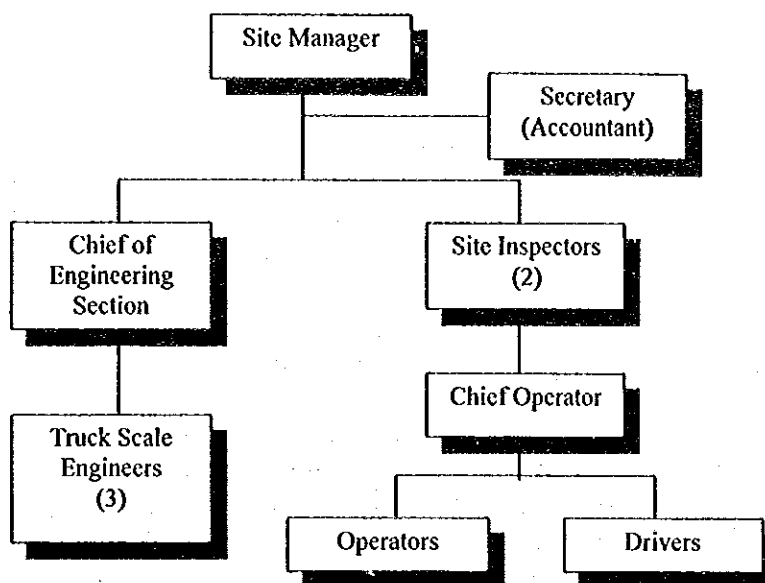 Site Manager
Secretary
(Accountant)
Chief of
Engineering
Section
Site Inspectors
(2)
Truck Scale
Engineers
(3)
Chief Operator
Operators
Drivers